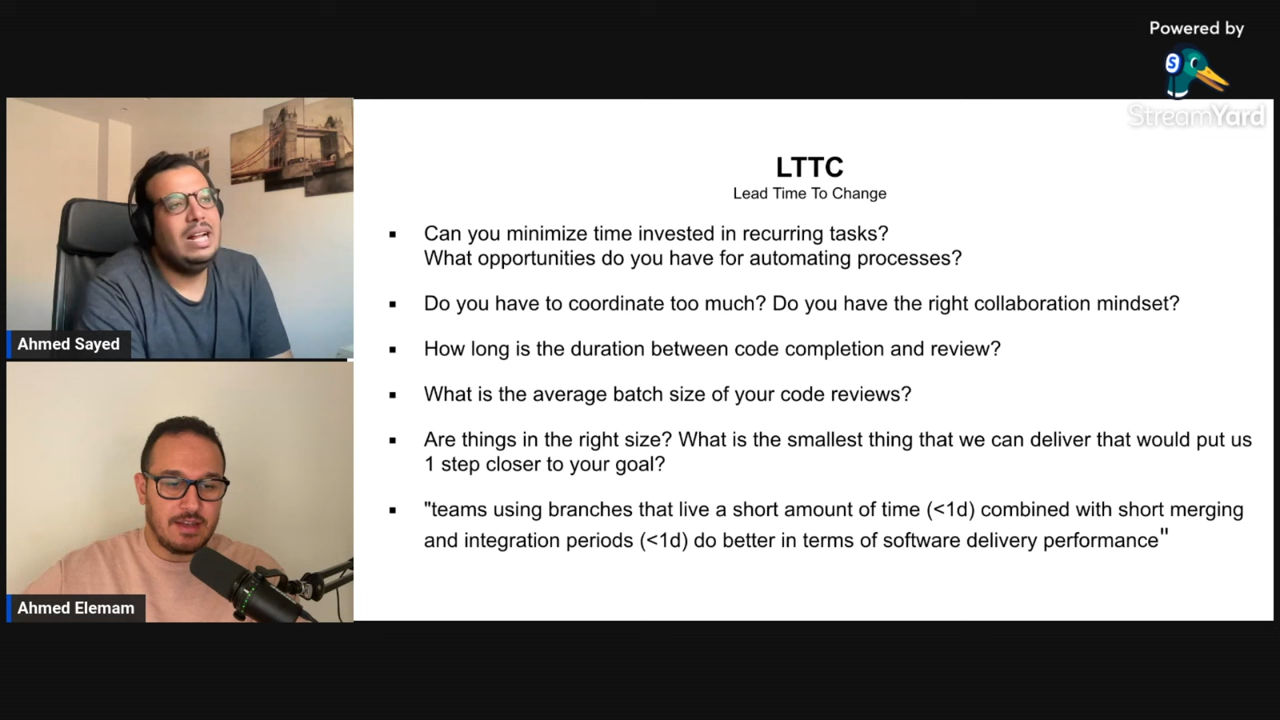 Powered by
S
StreamYard
LTTC
Lead Time To Change
▪ Can you minimize time invested in recurring tasks?
What opportunities do you have for automating processes?
▪ Do you have to coordinate too much? Do you have the right collaboration mindset?
▪ How long is the duration between code completion and review?
▪ What is the average batch size of your code reviews?
▪ Are things in the right size? What is the smallest thing that we can deliver that would put us
1 step closer to your goal?
▪ "teams using branches that live a short amount of time (<1d) combined with short merging
and integration periods (<1d) do better in terms of software delivery performance"
Ahmed Sayed
Ahmed Elemam